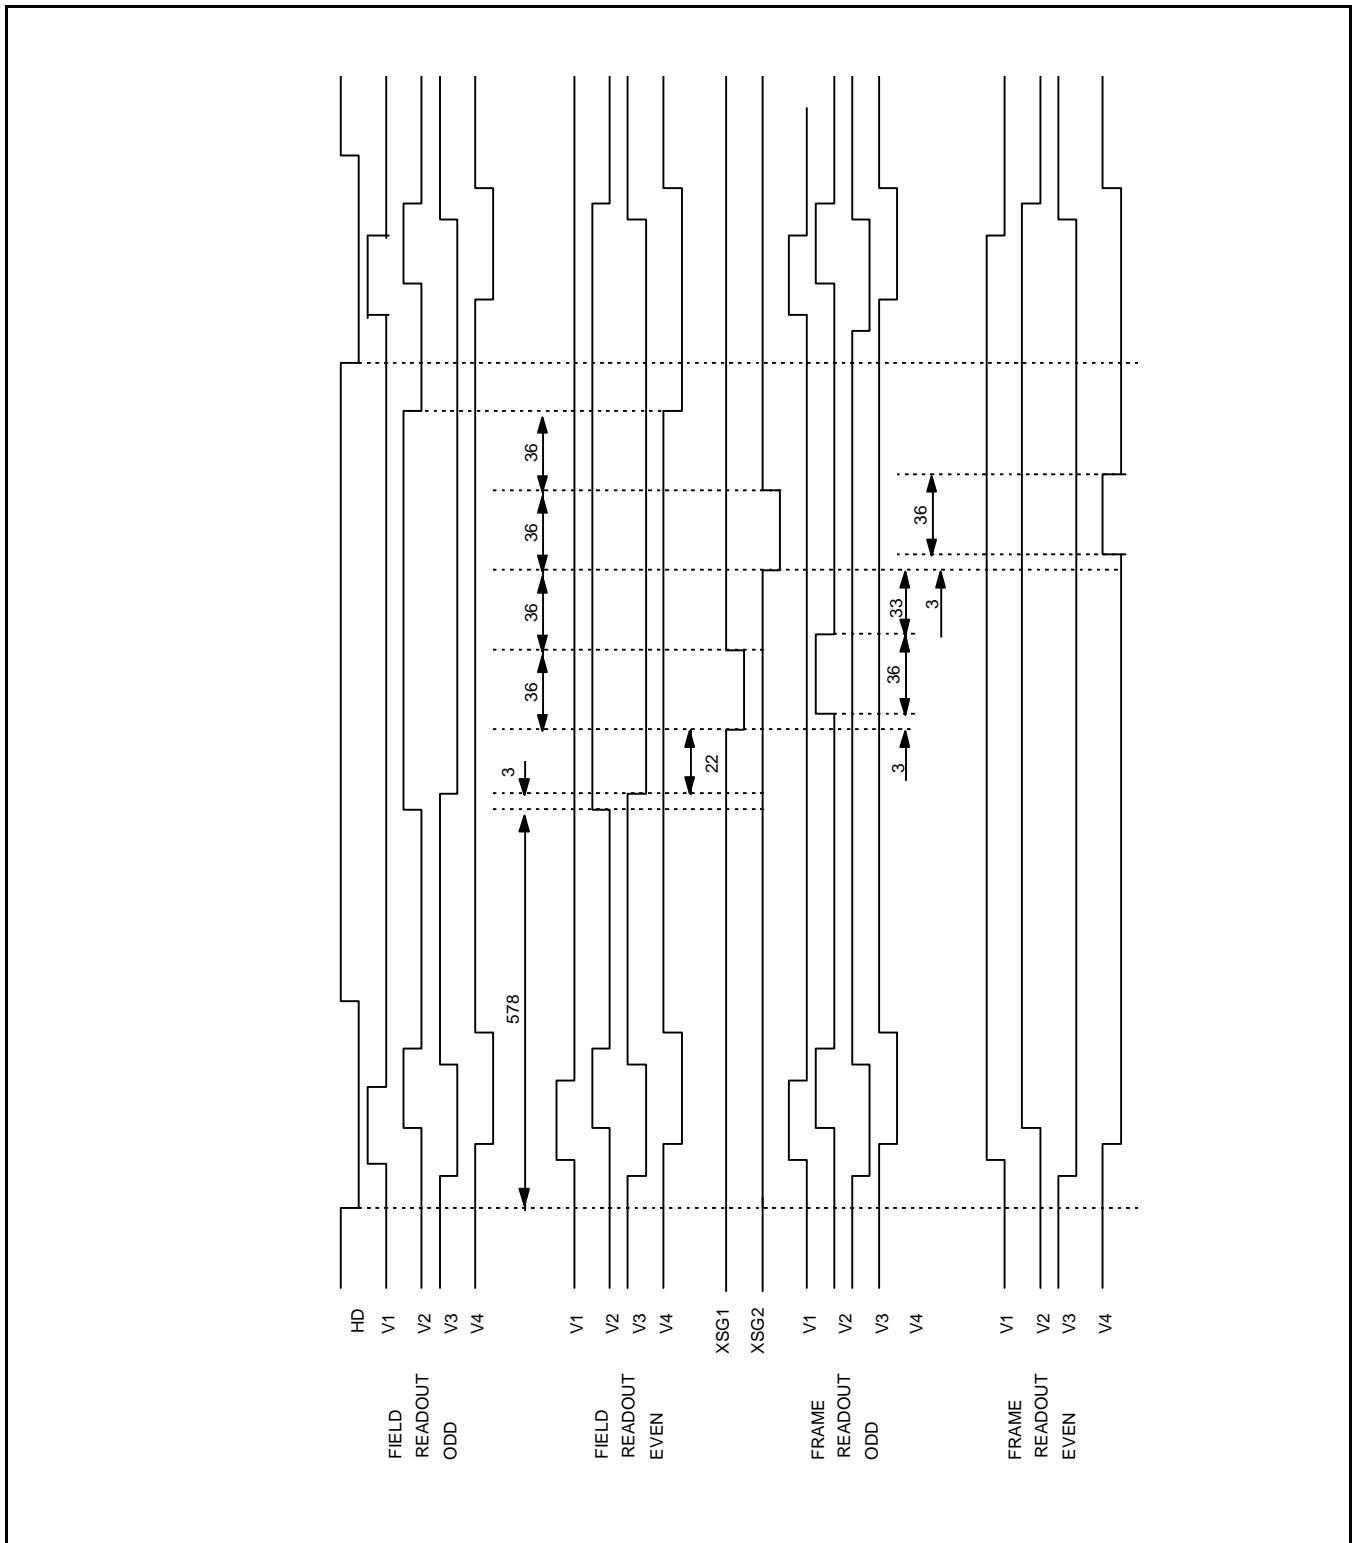 HD
V1
V2
V3
V4
FIELD
READOUT
ODD
V1
V2
V3
V4
FIELD
READOUT
EVEN
XSG1
XSG2
V1
V2
V3
V4
FRAME
READOUT
ODD
V1
V2
V3
V4
FRAME
READOUT
EVEN
578
3
36
36
36
36
22
3
36
33
36
3